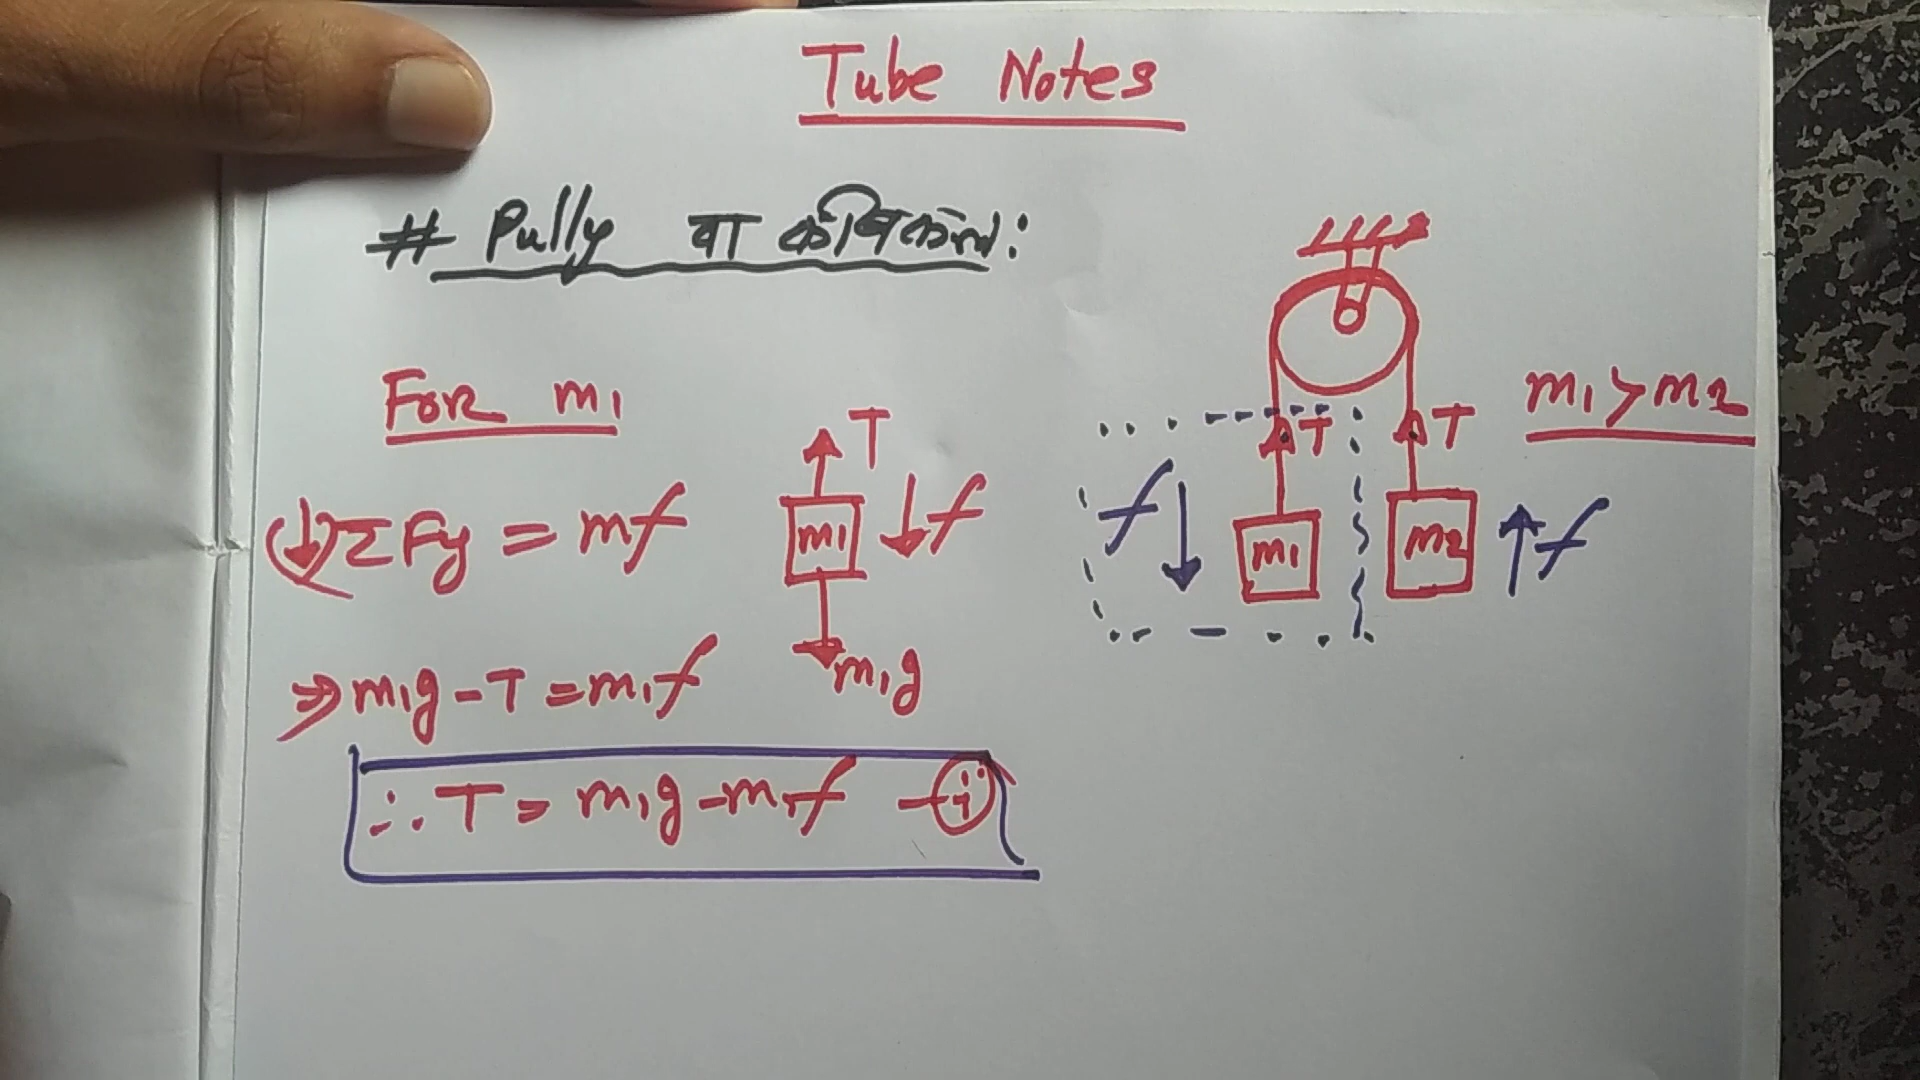 Tube Notes
# Pully বা কপিকল:
For m1
(↓) ΣFy = mf
⇒ m1g - T = m1f
∴ T = m1g - m1f
T
m1
f
m1g
T
T
m1 > m2
f
m1
m2
f